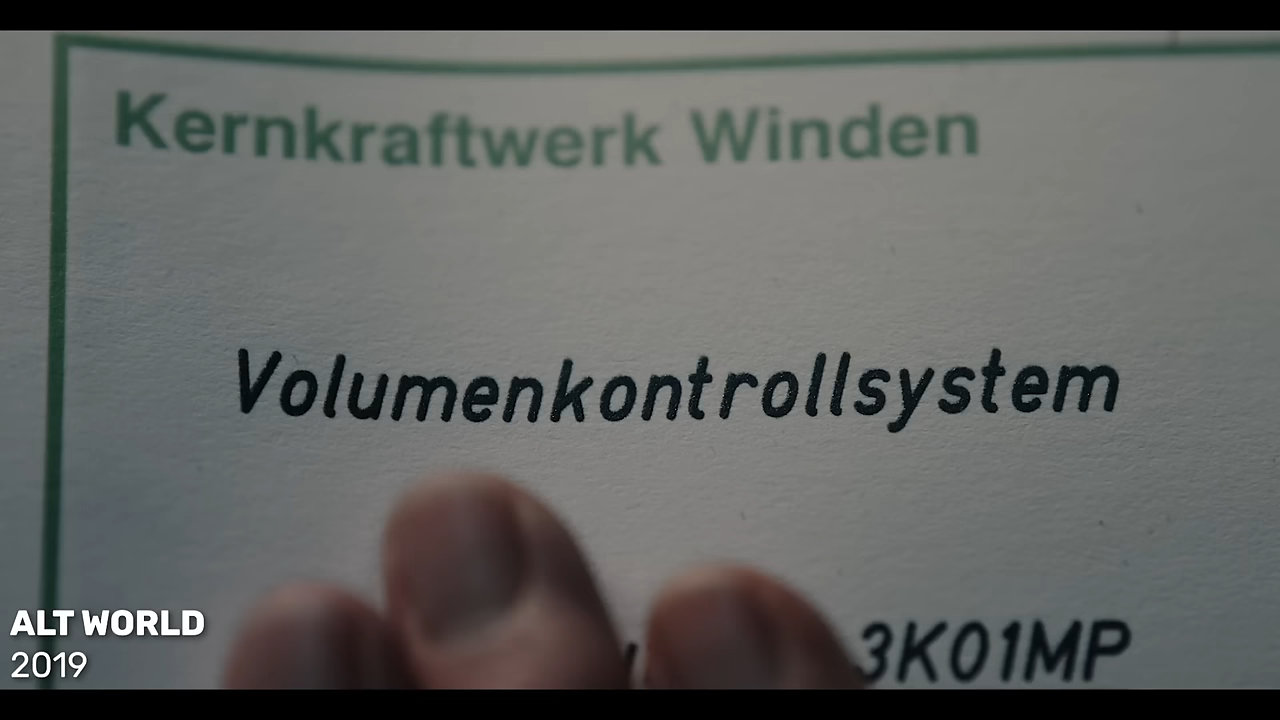 Kernkraftwerk Winden
Volumenkontrollsystem
3K01MP
ALT WORLD
2019